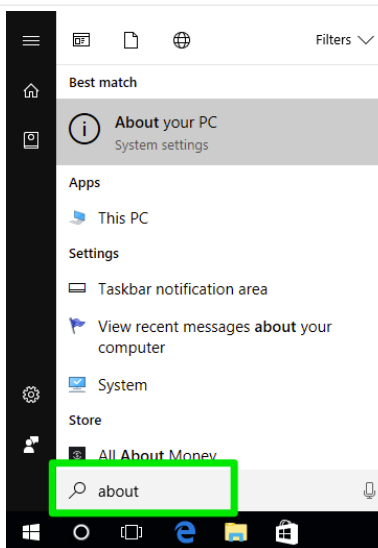 Filters
Best match
About your PC
System settings
Apps
This PC
Settings
Taskbar notification area
View recent messages about your
computer
System
Store
All About Money
about